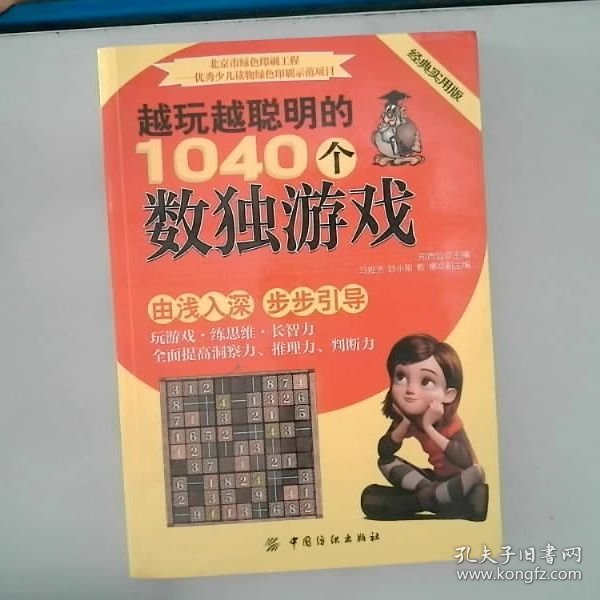 北京市绿色印刷工程
——优秀少儿读物绿色印刷示范项目
经典实用版
越玩越聪明的
1040个
数独游戏
由浅入深 步步引导
玩游戏·练思维·长智力
全面提高洞察力、推理力、判断力
中国纺织出版社
孔夫子旧书网
www.kongfz.com